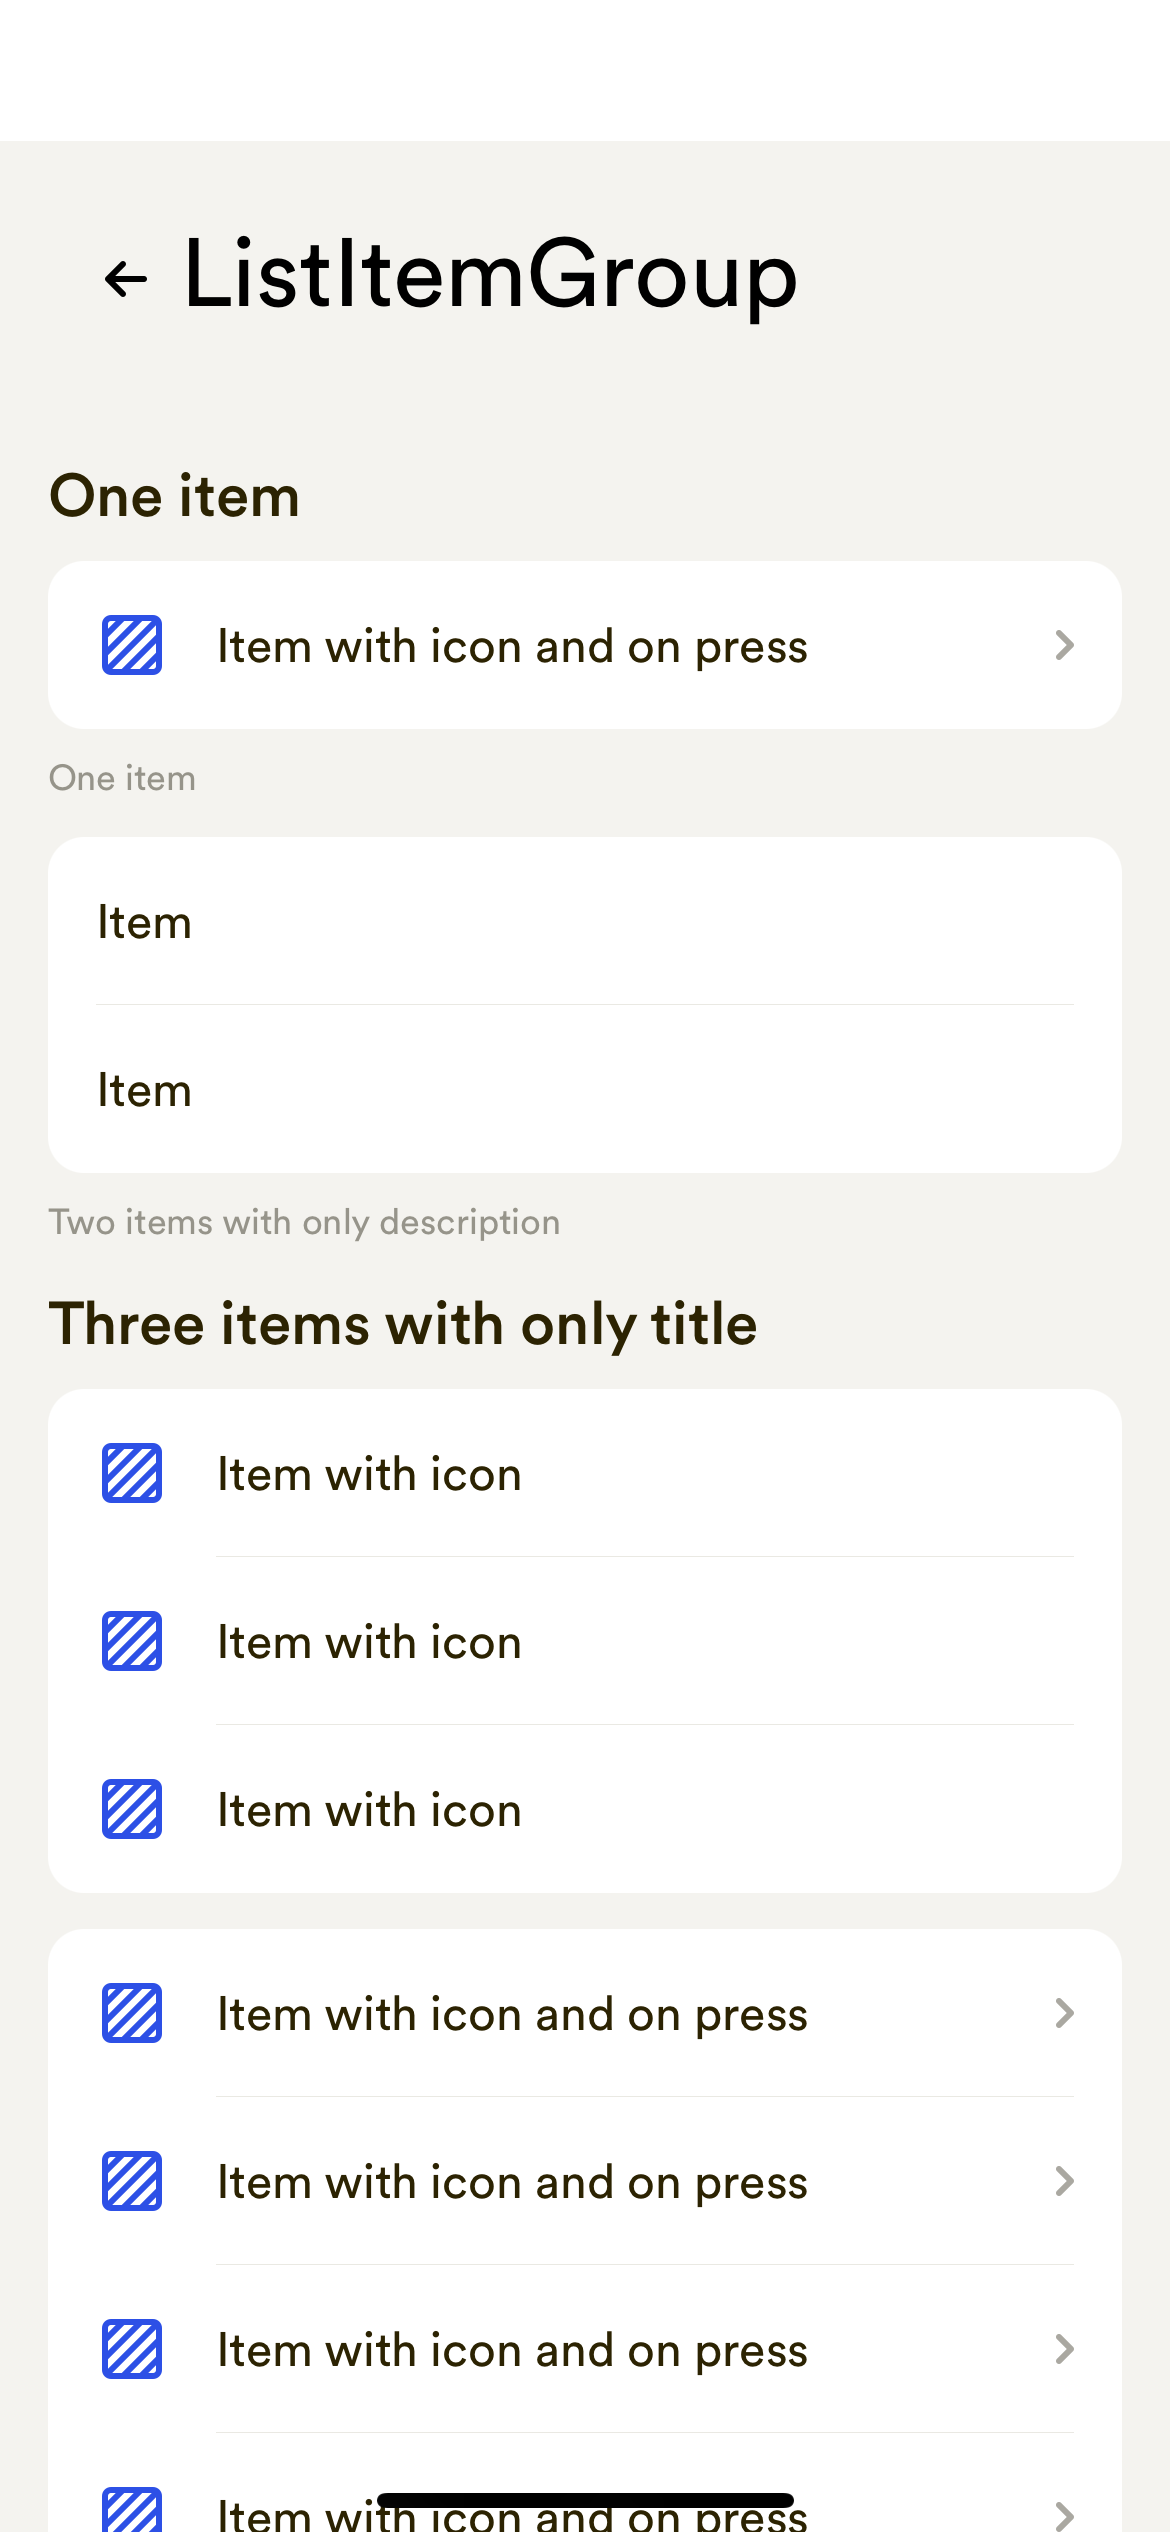 ListItemGroup
One item
Item with icon and on press
One item
Item
Item
Two items with only description
Three items with only title
Item with icon
Item with icon
Item with icon
Item with icon and on press
Item with icon and on press
Item with icon and on press
Item with icon and on press